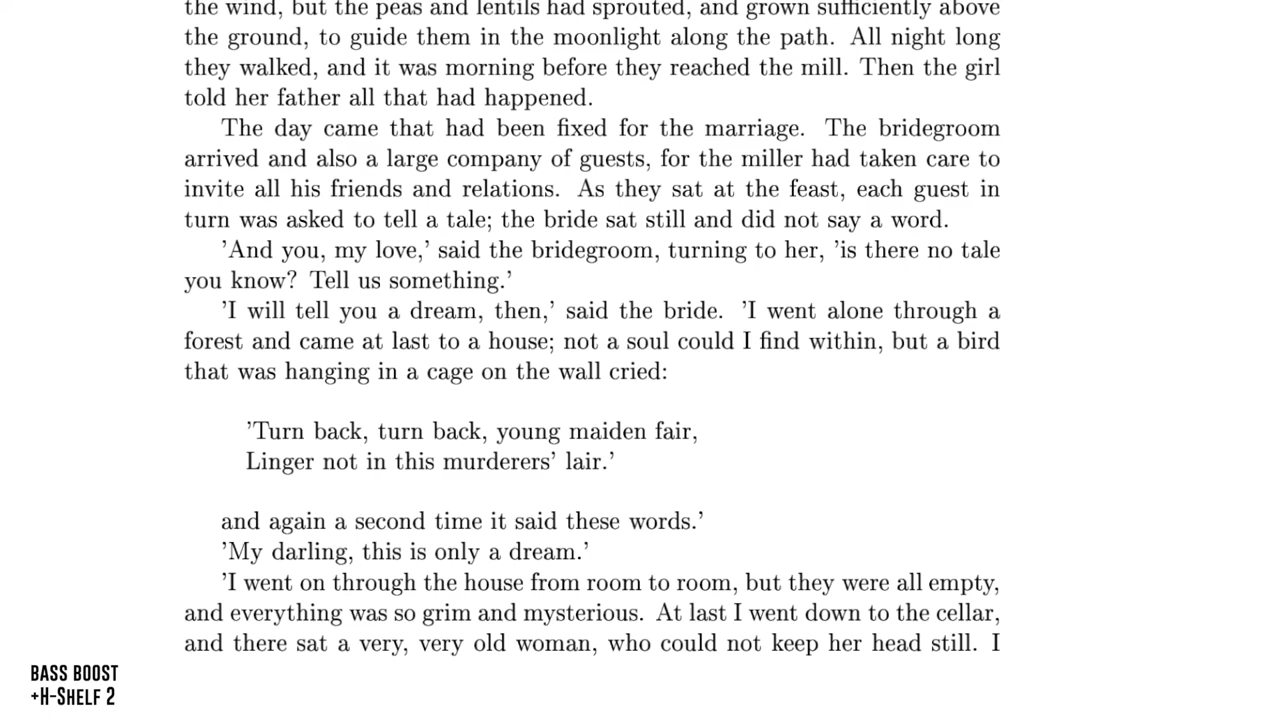 the wind, but the peas and lentils had sprouted, and grown sufficiently above
the ground, to guide them in the moonlight along the path. All night long
they walked, and it was morning before they reached the mill. Then the girl
told her father all that had happened.
The day came that had been fixed for the marriage. The bridegroom
arrived and also a large company of guests, for the miller had taken care to
invite all his friends and relations. As they sat at the feast, each guest in
turn was asked to tell a tale; the bride sat still and did not say a word.
’And you, my love,’ said the bridegroom, turning to her, ’is there no tale
you know? Tell us something.’
’I will tell you a dream, then,’ said the bride. ’I went alone through a
forest and came at last to a house; not a soul could I find within, but a bird
that was hanging in a cage on the wall cried:
’Turn back, turn back, young maiden fair,
Linger not in this murderers’ lair.’
and again a second time it said these words.’
’My darling, this is only a dream.’
’I went on through the house from room to room, but they were all empty,
and everything was so grim and mysterious. At last I went down to the cellar,
and there sat a very, very old woman, who could not keep her head still. I
BASS BOOST
+H-SHELF 2